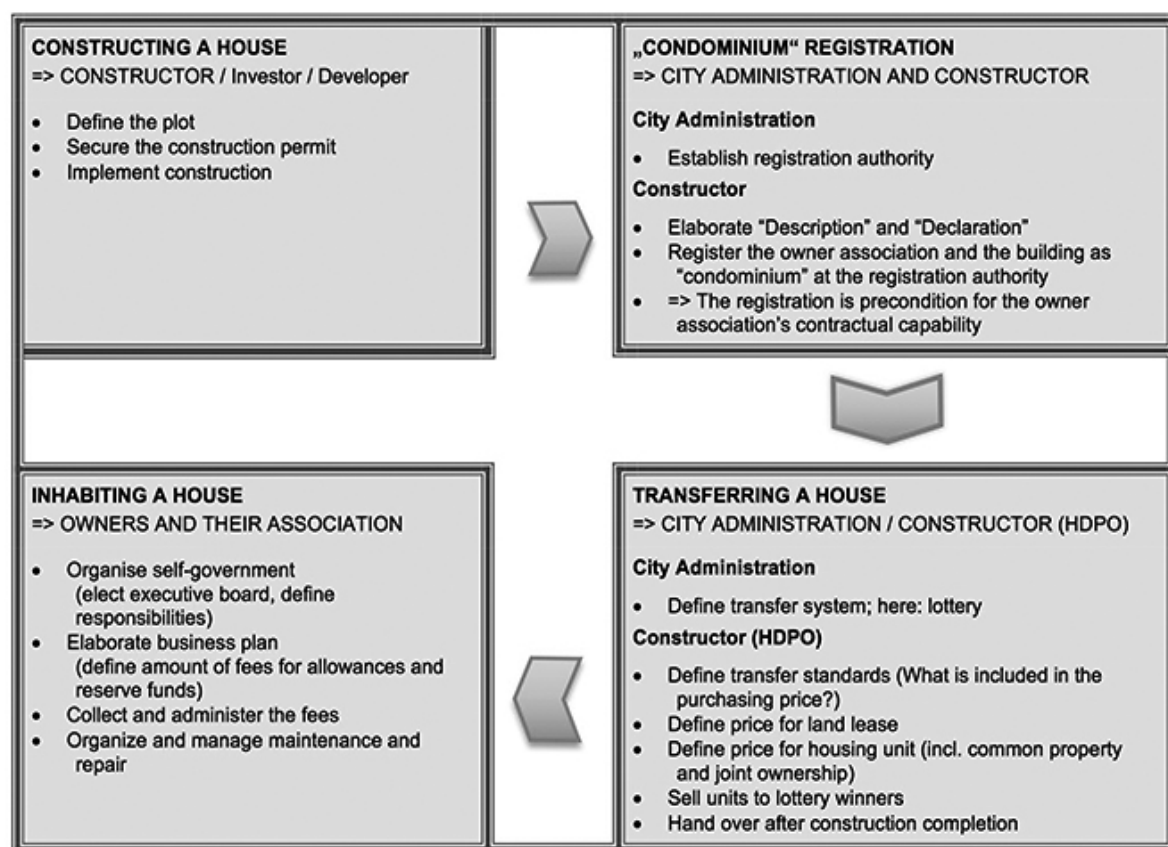 CONSTRUCTING A HOUSE
=> CONSTRUCTOR / Investor / Developer
• Define the plot
• Secure the construction permit
• Implement construction
„CONDOMINIUM“ REGISTRATION
=> CITY ADMINISTRATION AND CONSTRUCTOR
City Administration
• Establish registration authority
Constructor
• Elaborate “Description” and “Declaration”
• Register the owner association and the building as
“condominium” at the registration authority
• => The registration is precondition for the owner
association’s contractual capability
TRANSFERRING A HOUSE
=> CITY ADMINISTRATION / CONSTRUCTOR (HDPO)
City Administration
• Define transfer system; here: lottery
Constructor (HDPO)
• Define transfer standards (What is included in the
purchasing price?)
• Define price for land lease
• Define price for housing unit (incl. common property
and joint ownership)
• Sell units to lottery winners
• Hand over after construction completion
INHABITING A HOUSE
=> OWNERS AND THEIR ASSOCIATION
• Organise self-government
(elect executive board, define
responsibilities)
• Elaborate business plan
(define amount of fees for allowances and
reserve funds)
• Collect and administer the fees
• Organize and manage maintenance and
repair